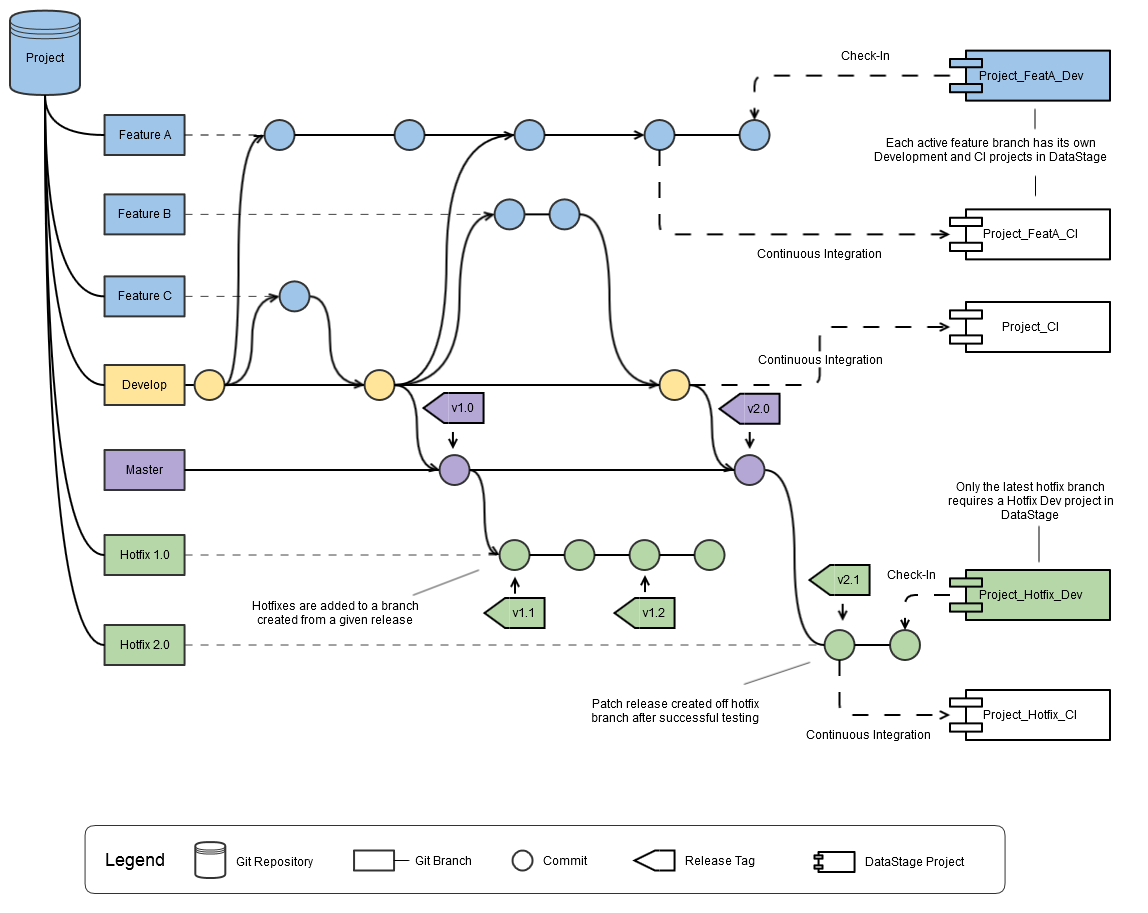 Project
Check-In
Project_FeatA_Dev
Feature A
Each active feature branch has its own
Development and CI projects in DataStage
Feature B
Project_FeatA_CI
Continuous Integration
Feature C
Project_CI
Continuous Integration
Develop
v1.0
v2.0
Master
Only the latest hotfix branch
requires a Hotfix Dev project in
DataStage
Hotfix 1.0
v2.1
Check-In
Project_Hotfix_Dev
Hotfixes are added to a branch
created from a given release
v1.1
v1.2
Hotfix 2.0
Patch release created off hotfix
branch after successful testing
Project_Hotfix_CI
Continuous Integration
Legend
Git Repository
Git Branch
Commit
Release Tag
DataStage Project